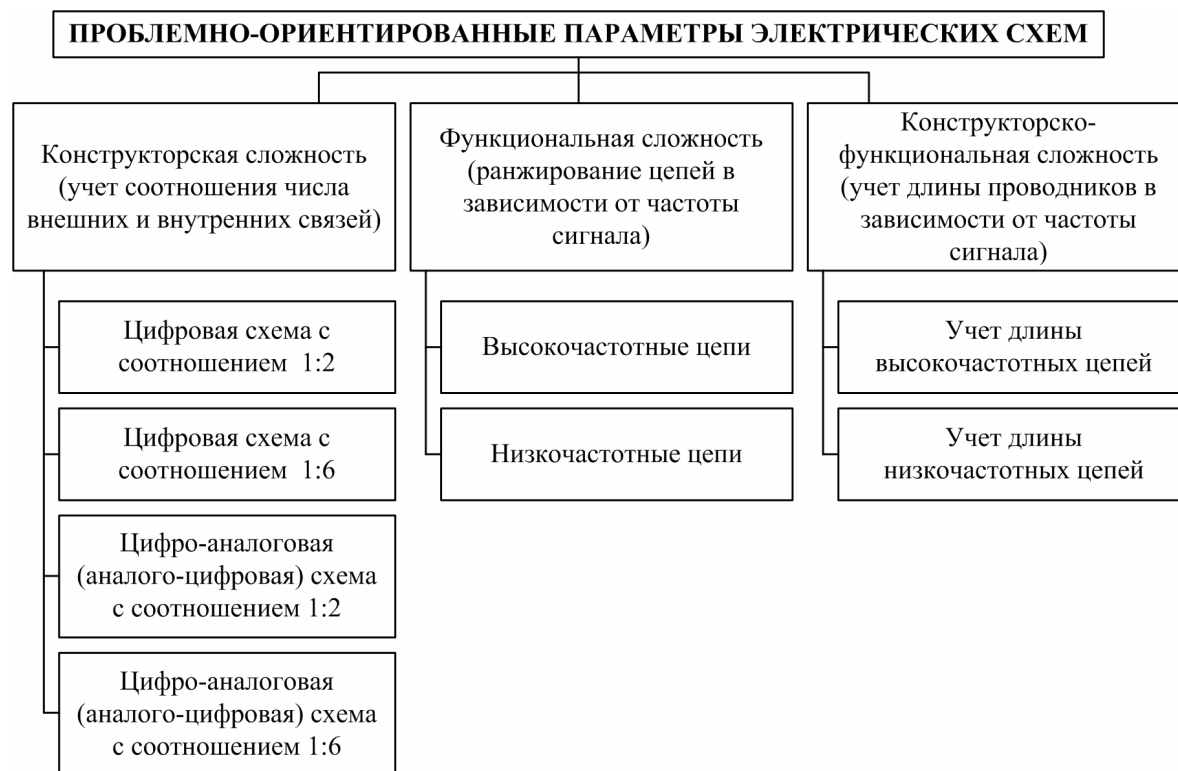 ПРОБЛЕМНО-ОРИЕНТИРОВАННЫЕ ПАРАМЕТРЫ ЭЛЕКТРИЧЕСКИХ СХЕМ
Конструкторская сложность
(учет соотношения числа
внешних и внутренних связей)
Цифровая схема с
соотношением 1:2
Цифровая схема с
соотношением 1:6
Цифро-аналоговая
(аналого-цифровая) схема
с соотношением 1:2
Цифро-аналоговая
(аналого-цифровая) схема
с соотношением 1:6
Функциональная сложность
(ранжирование цепей в
зависимости от частоты
сигнала)
Высокочастотные цепи
Низкочастотные цепи
Конструкторско-
функциональная сложность
(учет длины проводников в
зависимости от частоты
сигнала)
Учет длины
высокочастотных цепей
Учет длины
низкочастотных цепей